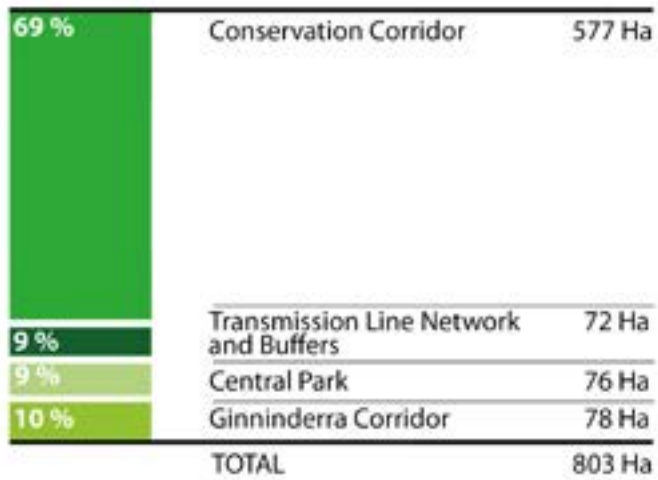 69 % Conservation Corridor 577 Ha
Transmission Line Network 72 Ha
9 % and Buffers
9 % Central Park 76 Ha
10 % Ginninderra Corridor 78 Ha
TOTAL 803 Ha